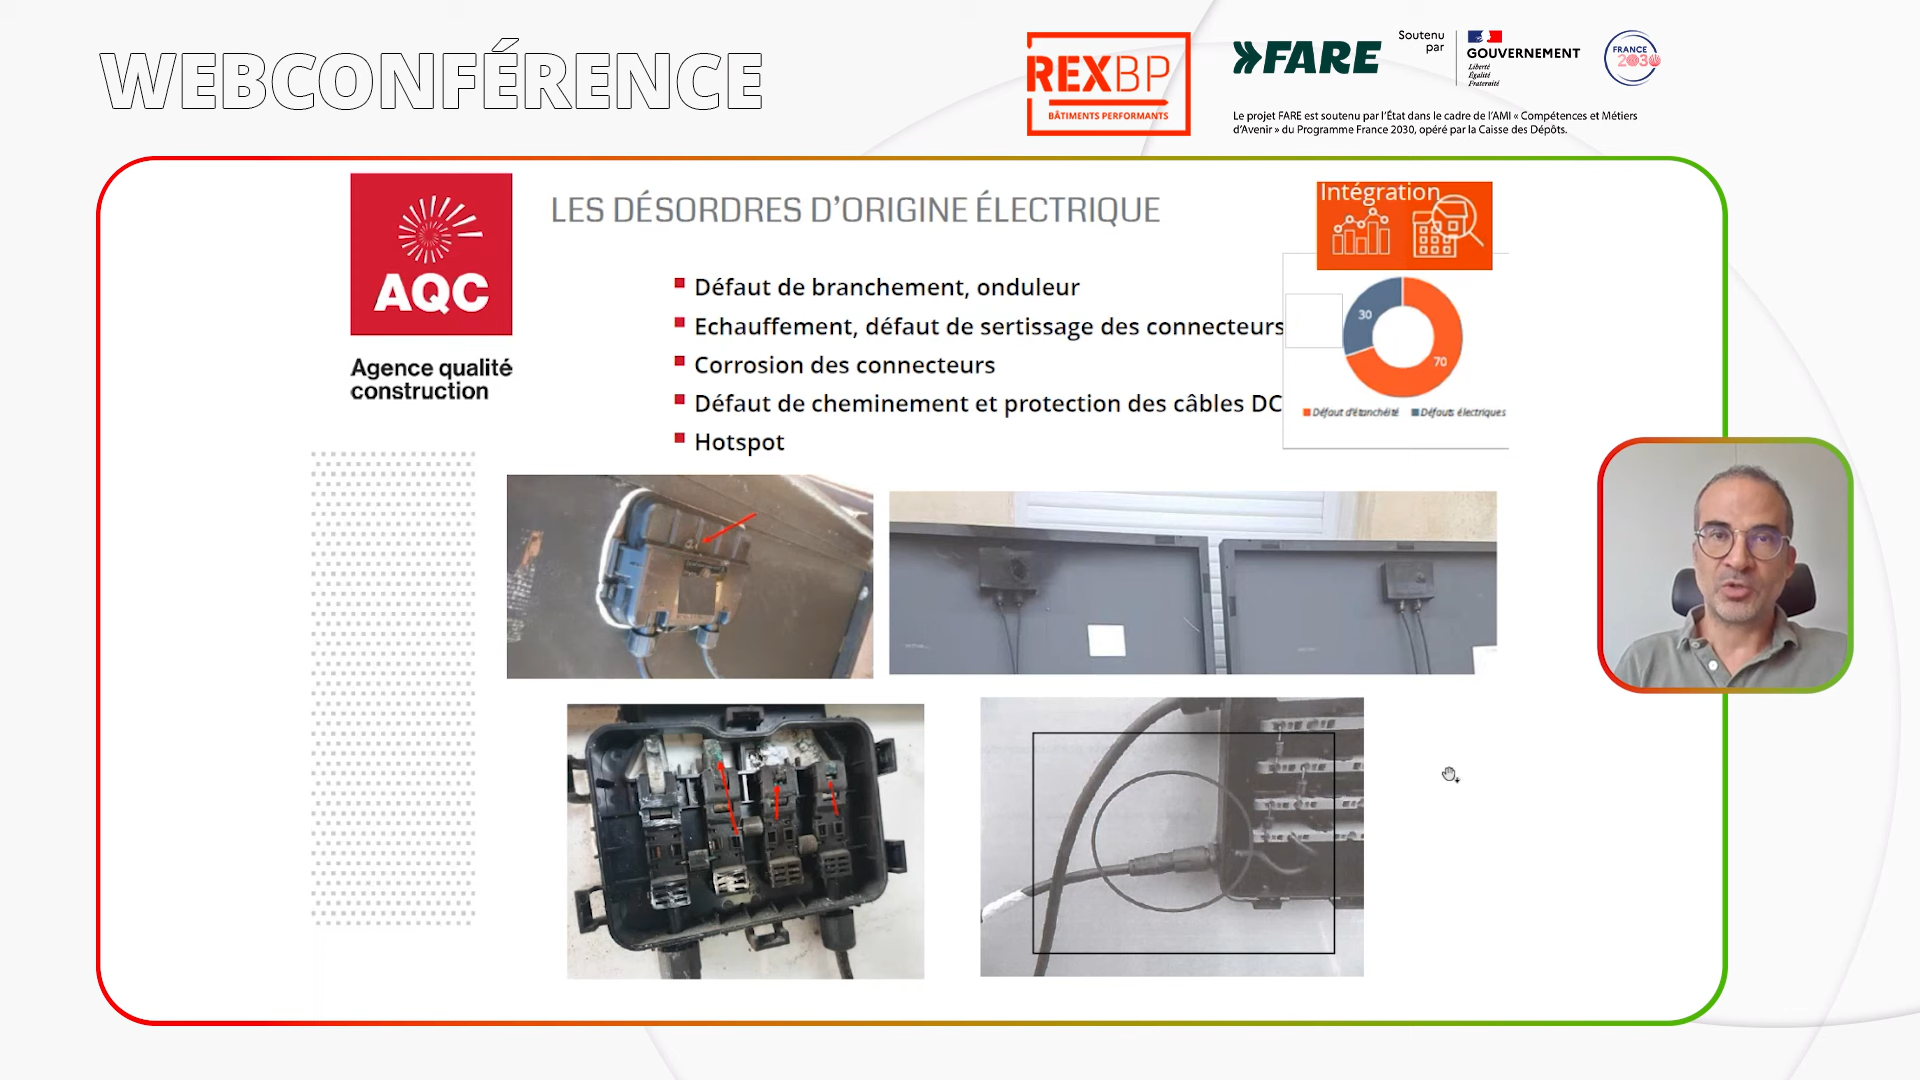 WEBCONFÉRENCE
REXBP
BÂTIMENTS PERFORMANTS
FARE
Soutenu
par
GOUVERNEMENT
Liberté
Égalité
Fraternité
FRANCE
2030
Le projet FARE est soutenu par l'État dans le cadre de l'AMI « Compétences et Métiers
d'Avenir » du Programme France 2030, opéré par la Caisse des Dépôts.
AQC
Agence qualité
construction
LES DÉSORDRES D'ORIGINE ÉLECTRIQUE
Intégration
Défaut de branchement, onduleur
Echauffement, défaut de sertissage des connecteurs
Corrosion des connecteurs
Défaut de cheminement et protection des câbles DC
Hotspot
30
70
Défaut d'étanchéité
Défauts électriques